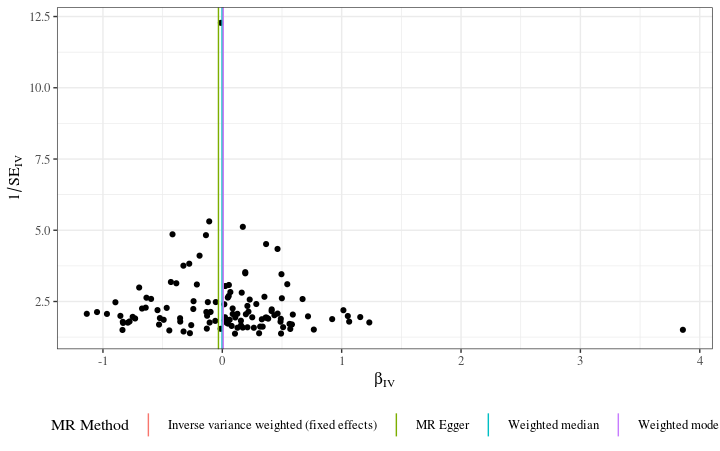 12.5
10.0
7.5
5.0
2.5
1/SE_IV
-1 0 1 2 3 4
β_IV
MR Method Inverse variance weighted (fixed effects) MR Egger Weighted median Weighted mode